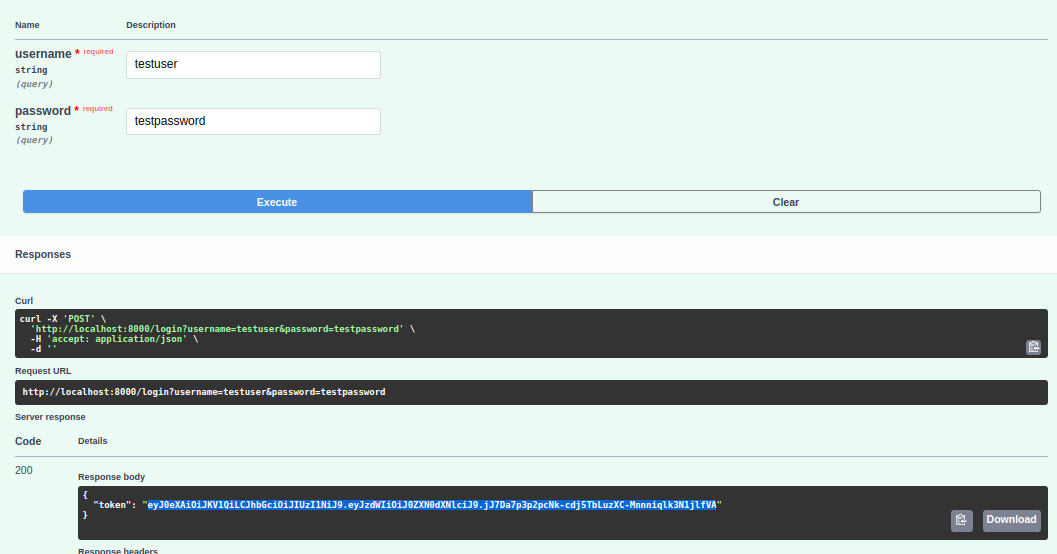 Name Description
username * required
string
(query)
testuser
password * required
string
(query)
testpassword
Execute Clear
Responses
Curl
curl -X 'POST' \
'http://localhost:8000/login?username=testuser&password=testpassword' \
-H 'accept: application/json' \
-d ''
Request URL
http://localhost:8000/login?username=testuser&password=testpassword
Server response
Code Details
200
Response body
{
"token": "eyJ0eXAiOiJKV1QiLCJhbGciOiJIUzI1NiJ9.eyJzdWIiOiJ0ZXN0dXNlciJ9.jJ7Da7p3p2pcNk-cdj5TbLuzXC-Mnnniqlk3N1jlfVA"
}
Download
Response headers